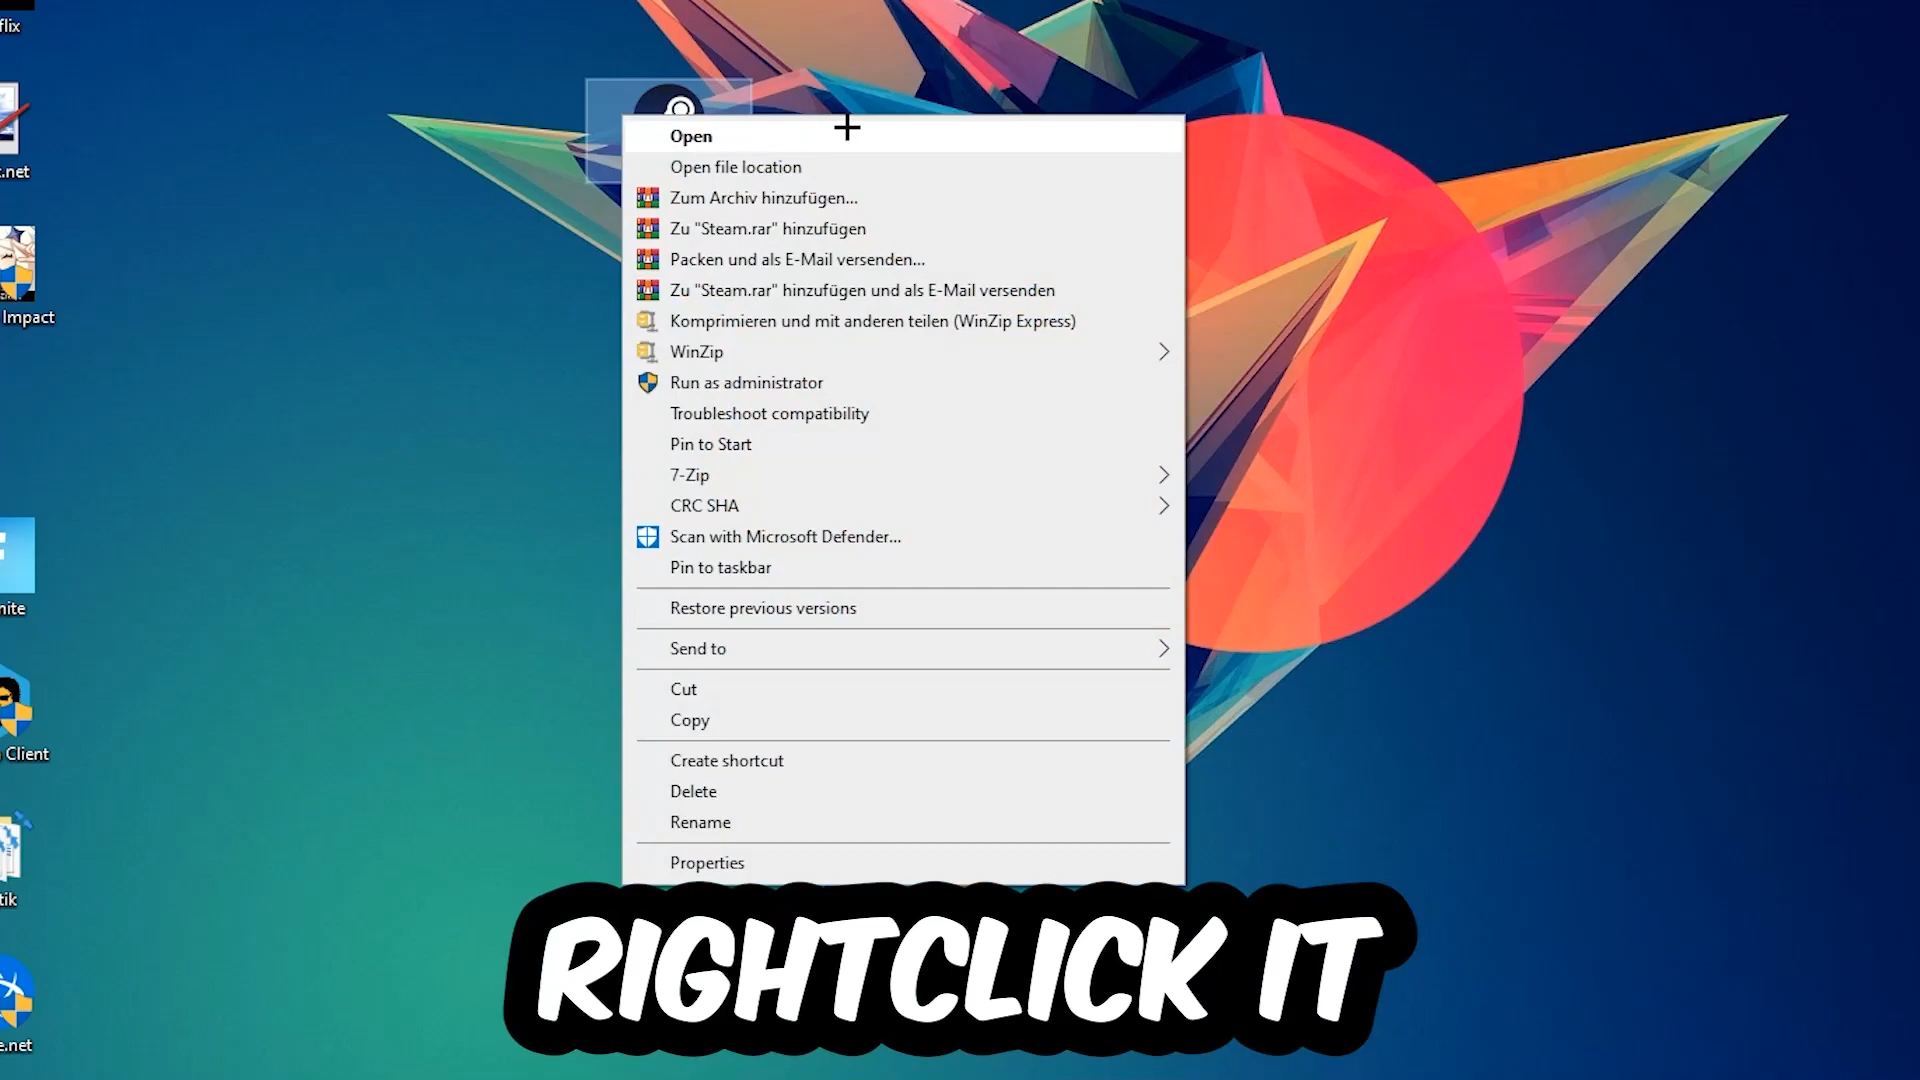 flix
.net
Impact
nite
Client
tik
e.net
Open
Open file location
Zum Archiv hinzufügen...
Zu "Steam.rar" hinzufügen
Packen und als E-Mail versenden...
Zu "Steam.rar" hinzufügen und als E-Mail versenden
Komprimieren und mit anderen teilen (WinZip Express)
WinZip
Run as administrator
Troubleshoot compatibility
Pin to Start
7-Zip
CRC SHA
Scan with Microsoft Defender...
Pin to taskbar
Restore previous versions
Send to
Cut
Copy
Create shortcut
Delete
Rename
Properties
RIGHTCLICK IT